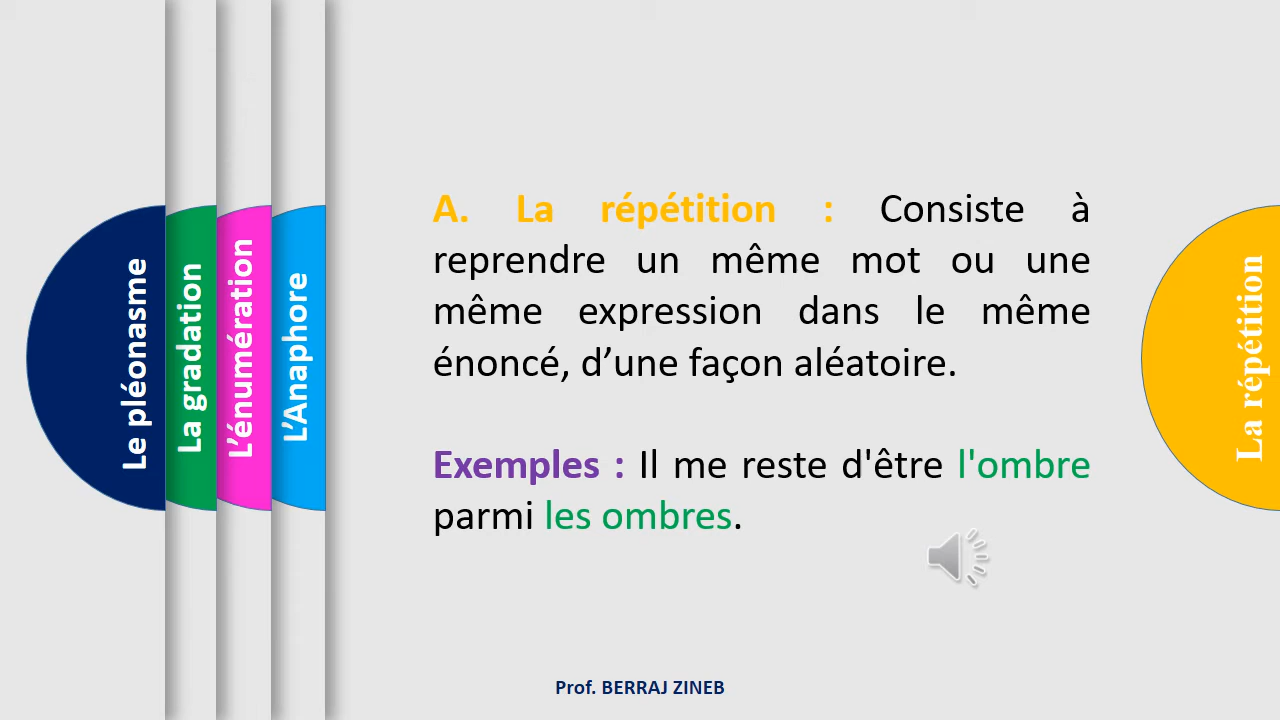 Le pléonasme
La gradation
L'énumération
L'Anaphore
A. La répétition : Consiste à
reprendre un même mot ou une
même expression dans le même
énoncé, d’une façon aléatoire.
Exemples : Il me reste d'être l'ombre
parmi les ombres.
La répétition
Prof. BERRAJ ZINEB